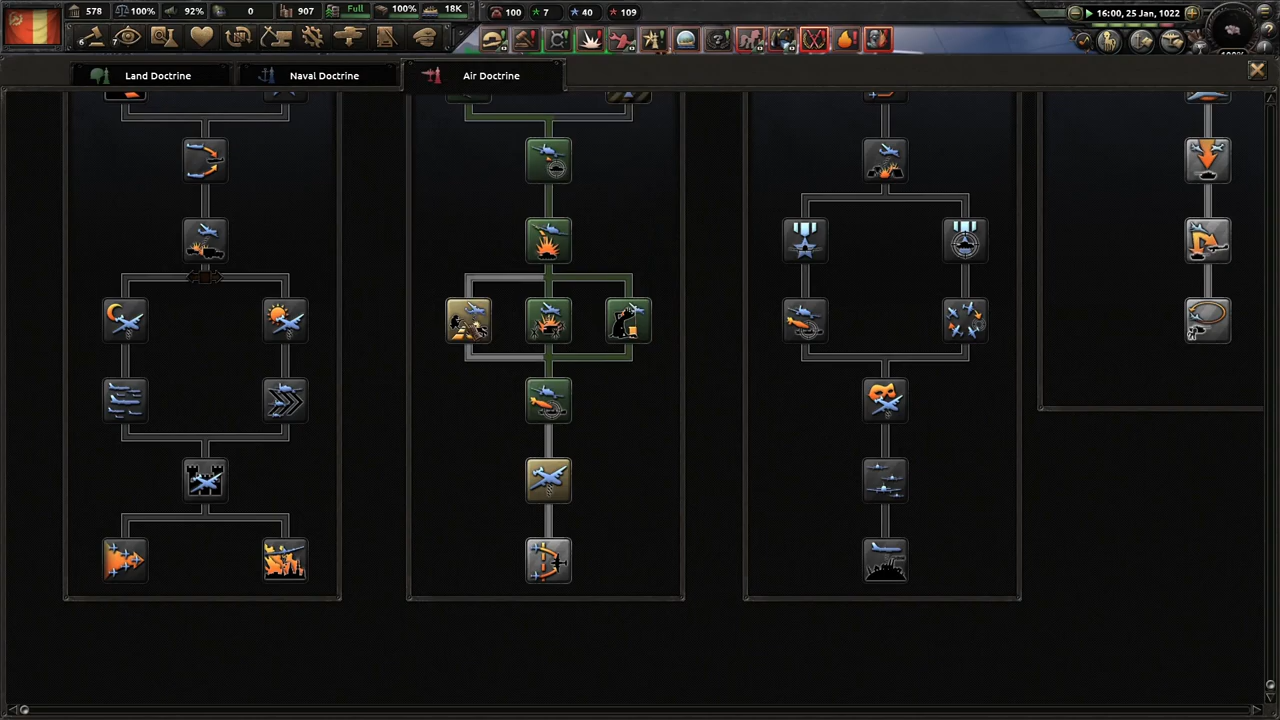 578 100% 92% 0 907 Full 100% 18K 100 7 40 109 16:00, 25 Jan, 1022
6
Land Doctrine Naval Doctrine Air Doctrine